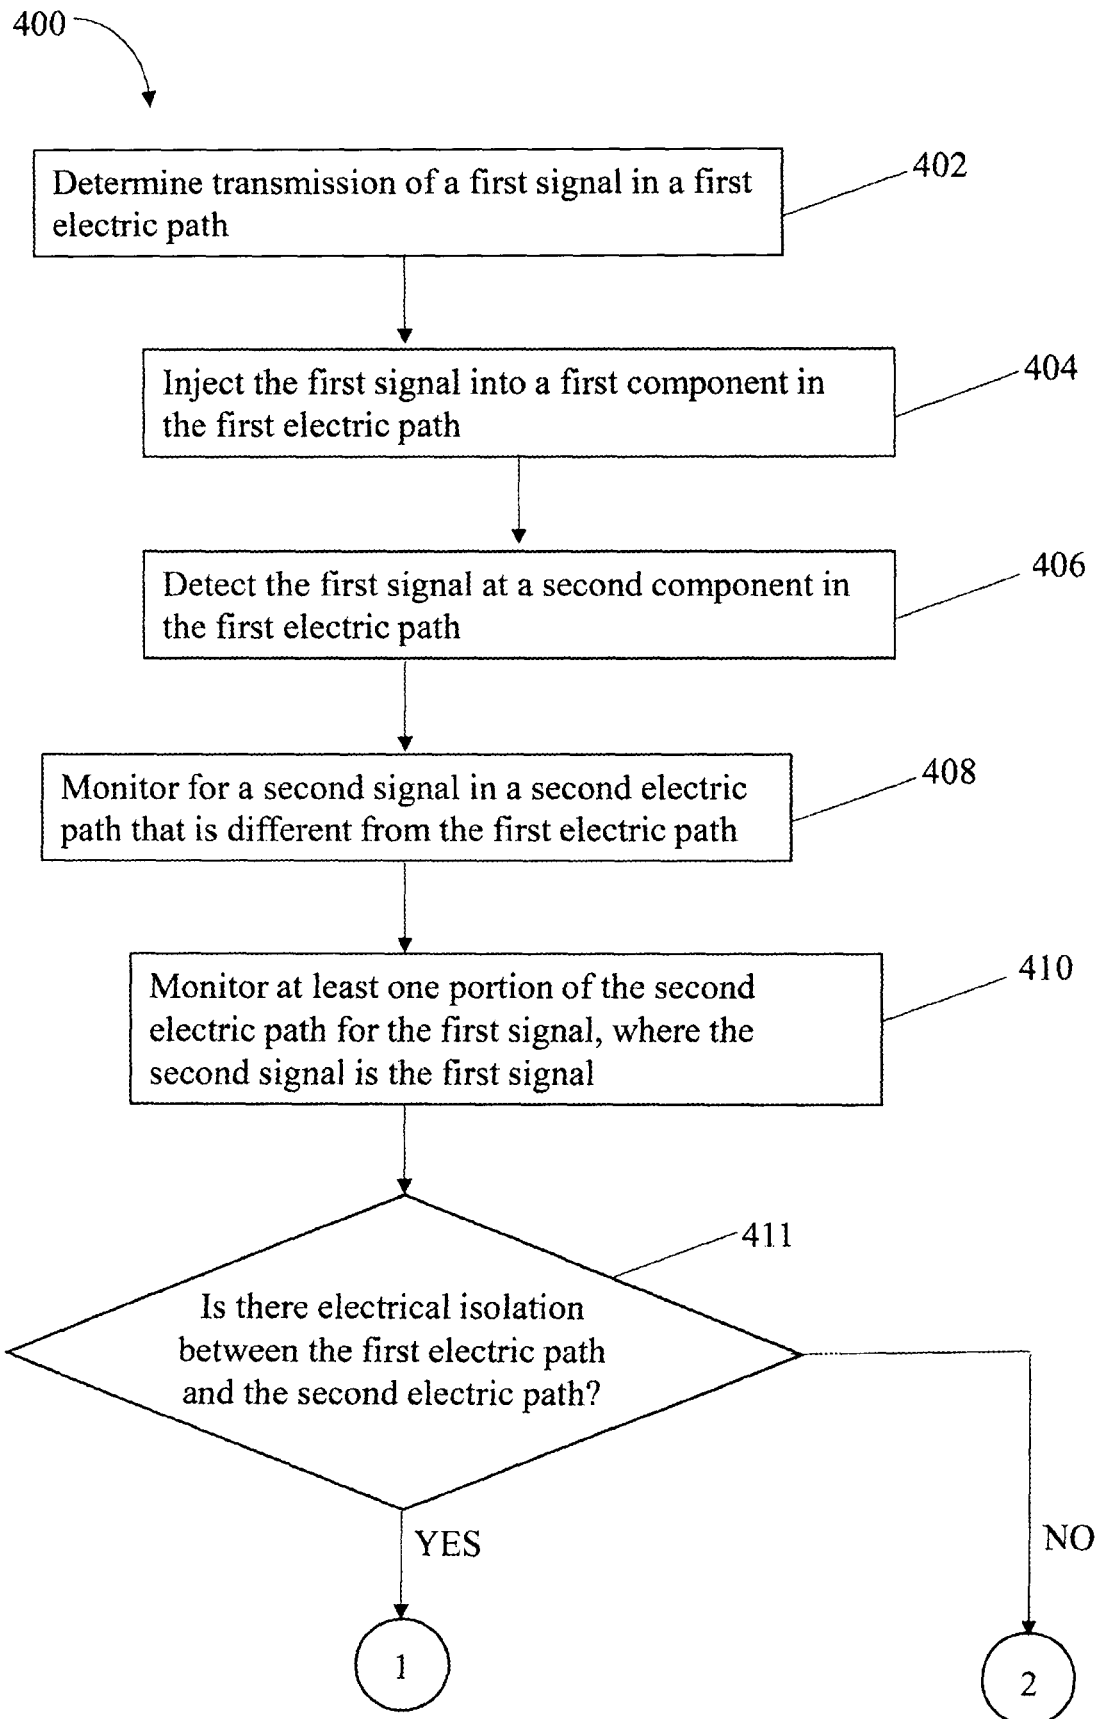 400
Determine transmission of a first signal in a first
electric path
402
Inject the first signal into a first component in
the first electric path
404
Detect the first signal at a second component in
the first electric path
406
Monitor for a second signal in a second electric
path that is different from the first electric path
408
Monitor at least one portion of the second
electric path for the first signal, where the
second signal is the first signal
410
411
Is there electrical isolation
between the first electric path
and the second electric path?
YES
NO
1
2